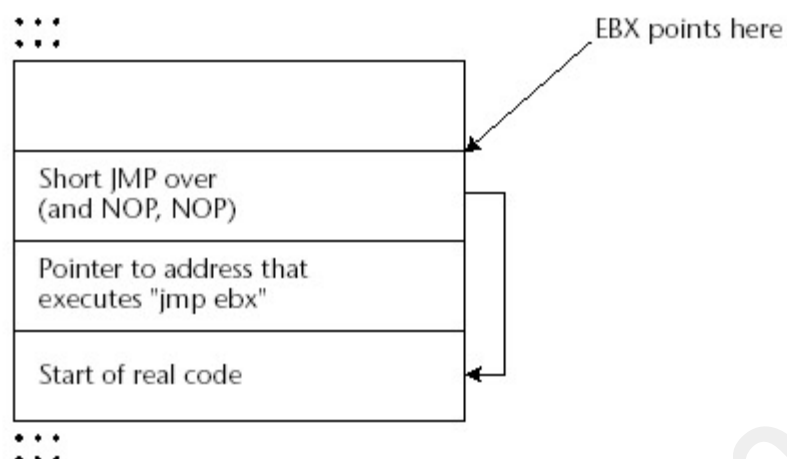 EBX points here
Short JMP over
(and NOP, NOP)
Pointer to address that
executes "jmp ebx"
Start of real code